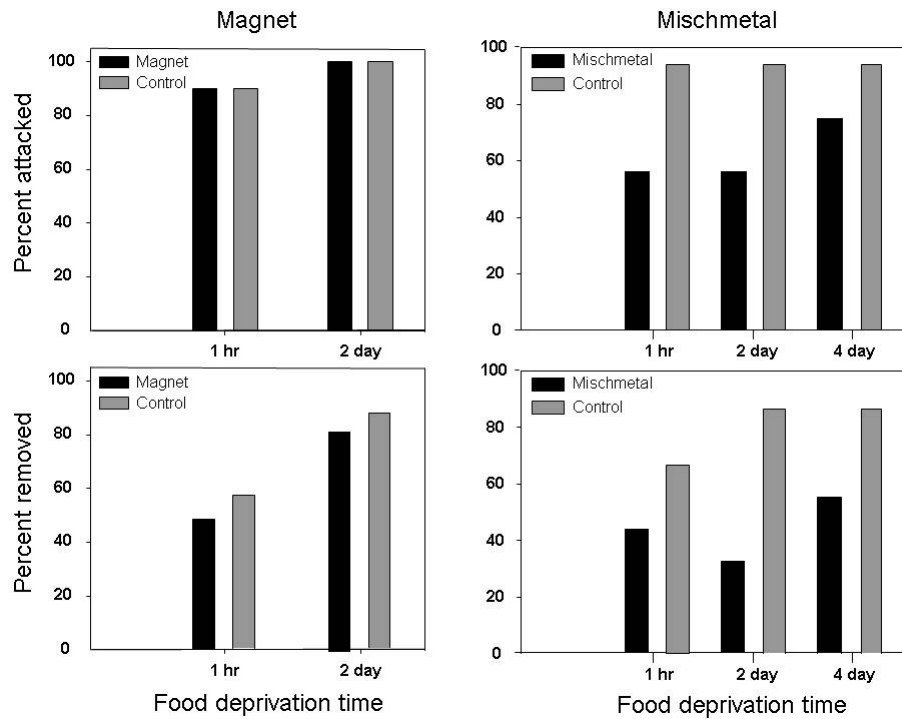 Magnet
Mischmetal
Percent attacked
100
80
60
40
20
0
Magnet
Control
1 hr
2 day
100
80
60
40
20
0
Mischmetal
Control
1 hr
2 day
4 day
Percent removed
100
80
60
40
20
0
Magnet
Control
1 hr
2 day
Food deprivation time
100
80
60
40
20
0
Mischmetal
Control
1 hr
2 day
4 day
Food deprivation time